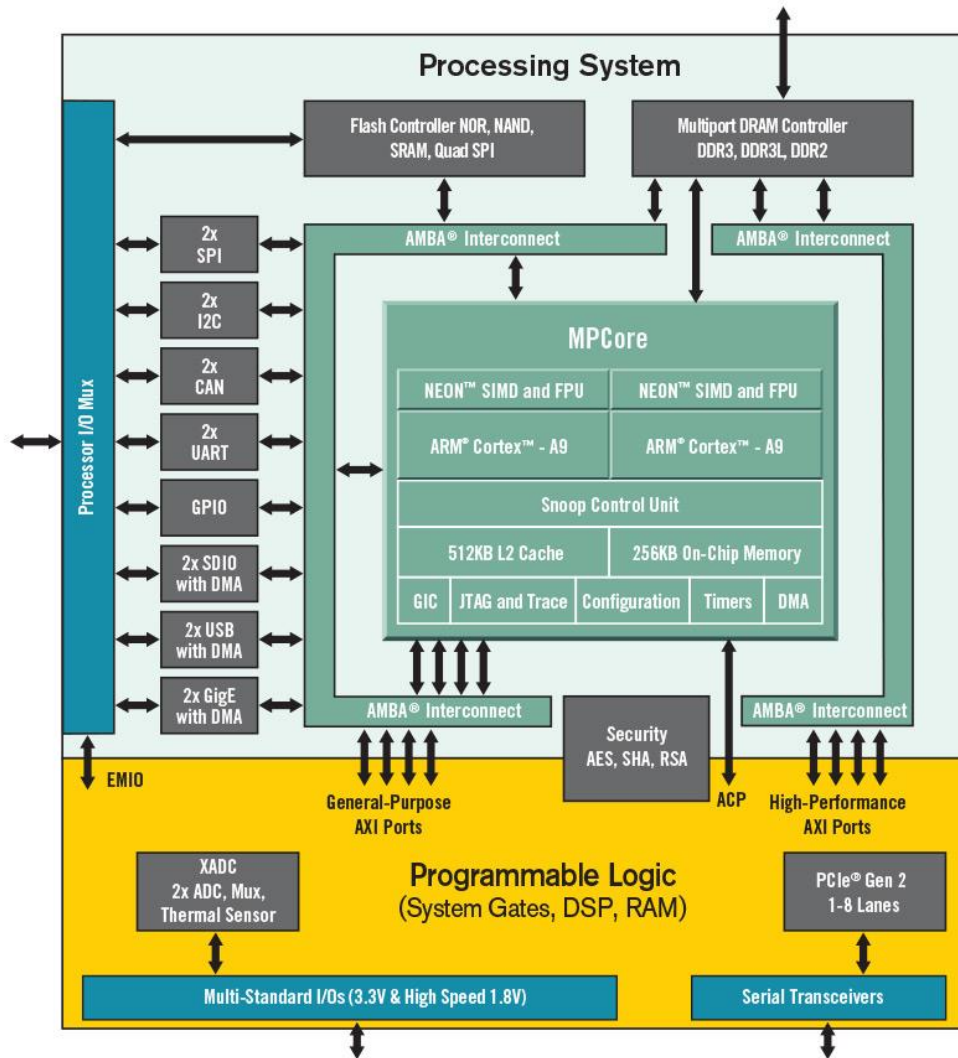 Processing System
Flash Controller NOR, NAND,
SRAM, Quad SPI
Multiport DRAM Controller
DDR3, DDR3L, DDR2
AMBA® Interconnect
AMBA® Interconnect
Processor I/O Mux
2x
SPI
2x
I2C
2x
CAN
2x
UART
GPIO
2x SDIO
with DMA
2x USB
with DMA
2x GigE
with DMA
MPCore
NEON™ SIMD and FPU
NEON™ SIMD and FPU
ARM® Cortex™ - A9
ARM® Cortex™ - A9
Snoop Control Unit
512KB L2 Cache
256KB On-Chip Memory
GIC
JTAG and Trace
Configuration
Timers
DMA
AMBA® Interconnect
AMBA® Interconnect
Security
AES, SHA, RSA
EMIO
General-Purpose
AXI Ports
ACP
High-Performance
AXI Ports
XADC
2x ADC, Mux,
Thermal Sensor
Programmable Logic
(System Gates, DSP, RAM)
PCIe® Gen 2
1-8 Lanes
Multi-Standard I/Os (3.3V & High Speed 1.8V)
Serial Transceivers